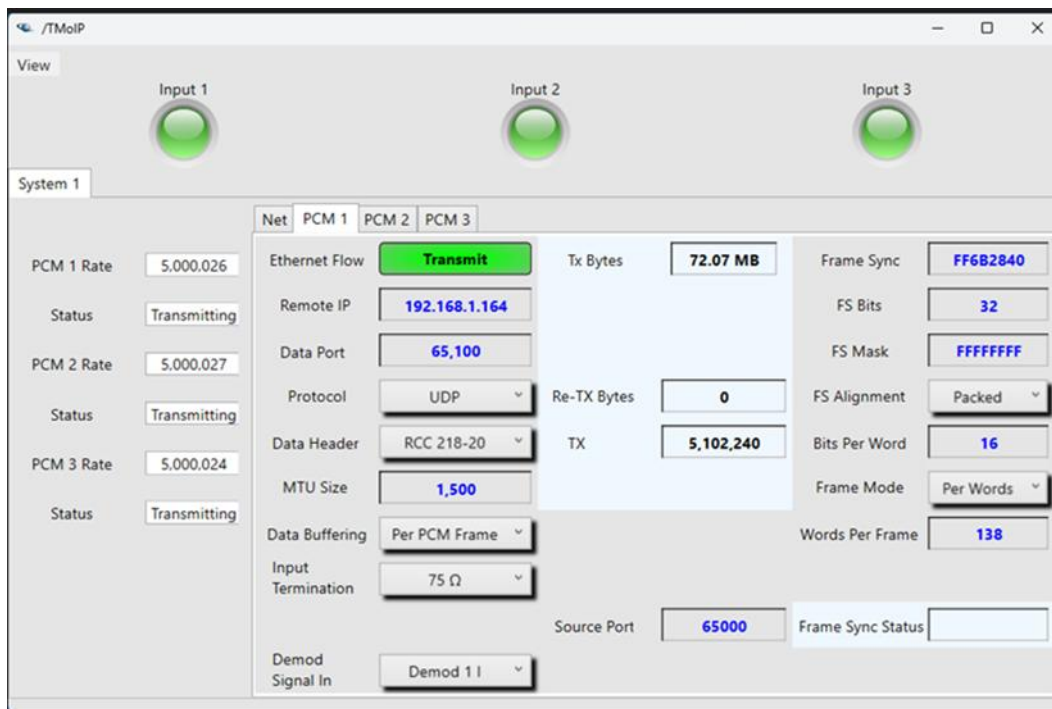 /TMoIP
View
Input 1
Input 2
Input 3
System 1
PCM 1 Rate 5,000,026
Status Transmitting
PCM 2 Rate 5,000,027
Status Transmitting
PCM 3 Rate 5,000,024
Status Transmitting
Net PCM 1 PCM 2 PCM 3
Ethernet Flow Transmit
Remote IP 192.168.1.164
Data Port 65,100
Protocol UDP
Data Header RCC 218-20
MTU Size 1,500
Data Buffering Per PCM Frame
Input
Termination 75 Ω
Demod
Signal In Demod 1 I
Tx Bytes 72.07 MB
Re-TX Bytes 0
TX 5,102,240
Source Port 65000
Frame Sync FF6B2840
FS Bits 32
FS Mask FFFFFFFF
FS Alignment Packed
Bits Per Word 16
Frame Mode Per Words
Words Per Frame 138
Frame Sync Status